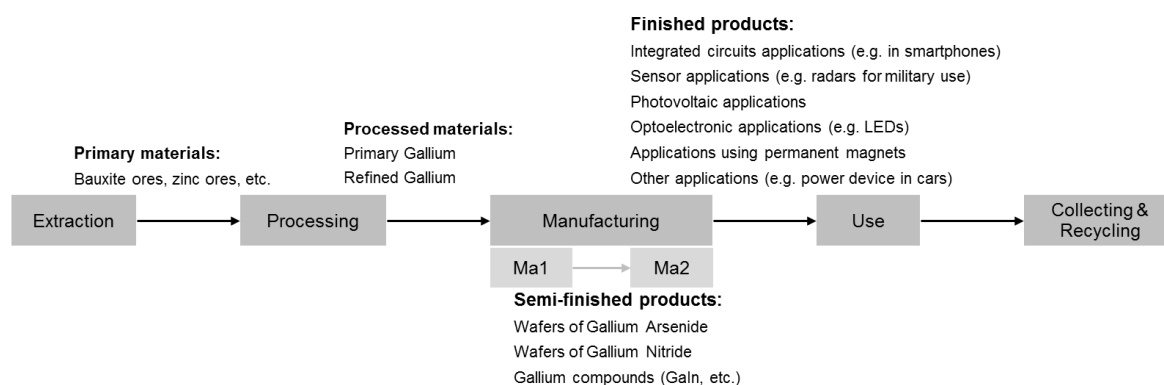 Finished products:
Integrated circuits applications (e.g. in smartphones)
Sensor applications (e.g. radars for military use)
Photovoltaic applications
Optoelectronic applications (e.g. LEDs)
Applications using permanent magnets
Other applications (e.g. power device in cars)
Processed materials:
Primary Gallium
Refined Gallium
Primary materials:
Bauxite ores, zinc ores, etc.
Extraction
Processing
Manufacturing
Use
Collecting &
Recycling
Ma1
Ma2
Semi-finished products:
Wafers of Gallium Arsenide
Wafers of Gallium Nitride
Gallium compounds (GaIn, etc.)